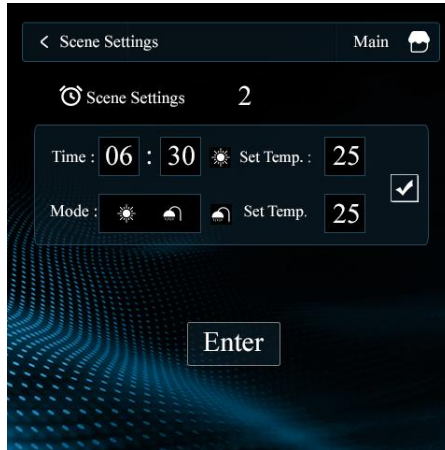 Scene Settings Main
Scene Settings 2
Time : 06 : 30 Set Temp. : 25
Mode : Set Temp. 25
Enter